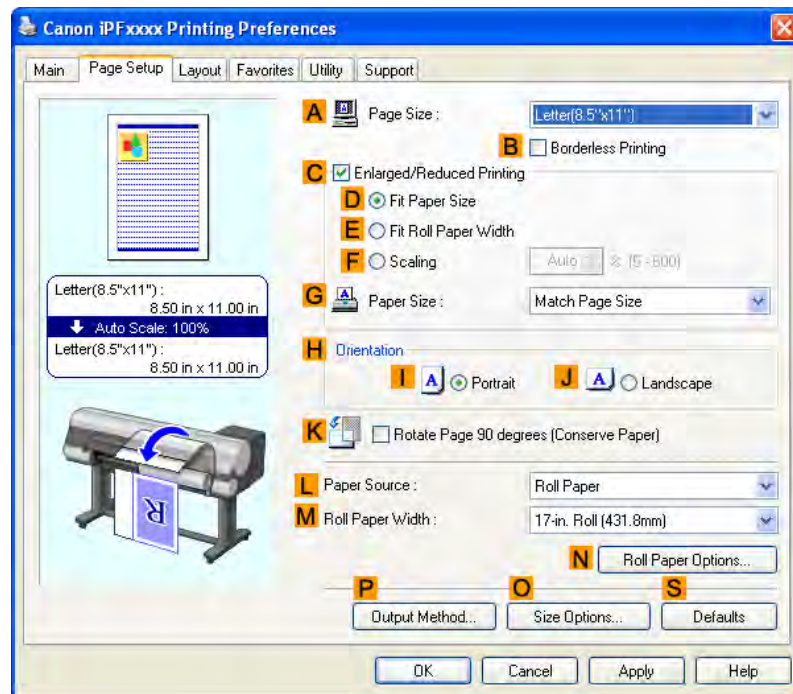 Canon iPFxxxx Printing Preferences
Main Page Setup Layout Favorites Utility Support
A Page Size : Letter(8.5"x11")
B Borderless Printing
C Enlarged/Reduced Printing
D Fit Paper Size
E Fit Roll Paper Width
F Scaling Auto % (5 - 600)
G Paper Size : Match Page Size
Letter(8.5"x11") :
8.50 in x 11.00 in
Auto Scale: 100%
Letter(8.5"x11") :
8.50 in x 11.00 in
H Orientation
I A Portrait J A Landscape
K Rotate Page 90 degrees (Conserve Paper)
R
L Paper Source : Roll Paper
M Roll Paper Width : 17-in. Roll (431.8mm)
N Roll Paper Options...
P O S
Output Method... Size Options... Defaults
OK Cancel Apply Help